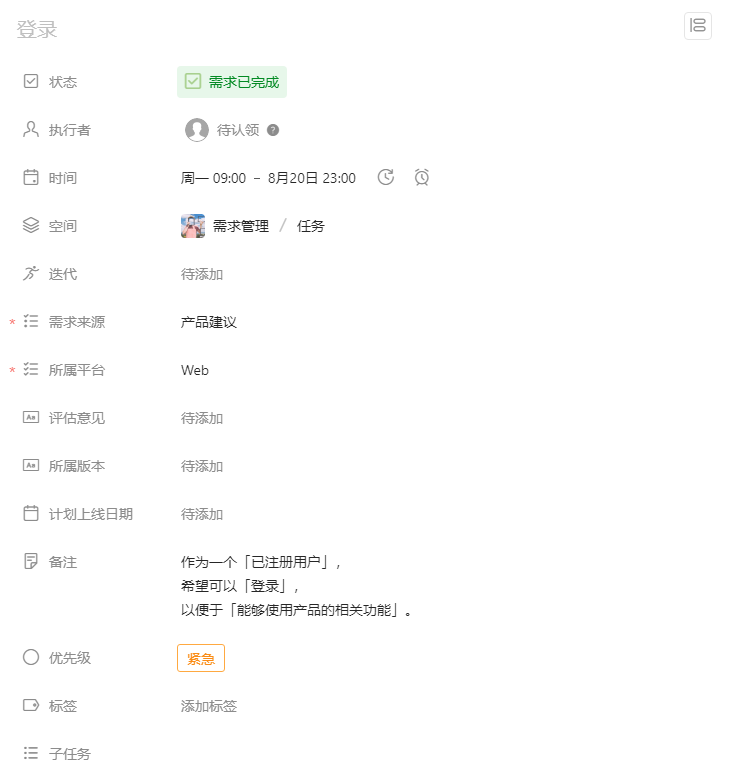 登录
状态 需求已完成
执行者 待认领 ?
时间 周一 09:00 － 8月20日 23:00
空间 需求管理 / 任务
迭代 待添加
* 需求来源 产品建议
* 所属平台 Web
Aa 评估意见 待添加
Aa 所属版本 待添加
计划上线日期 待添加
备注 作为一个「已注册用户」，
希望可以「登录」，
以便于「能够使用产品的相关功能」。
优先级 紧急
标签 添加标签
子任务